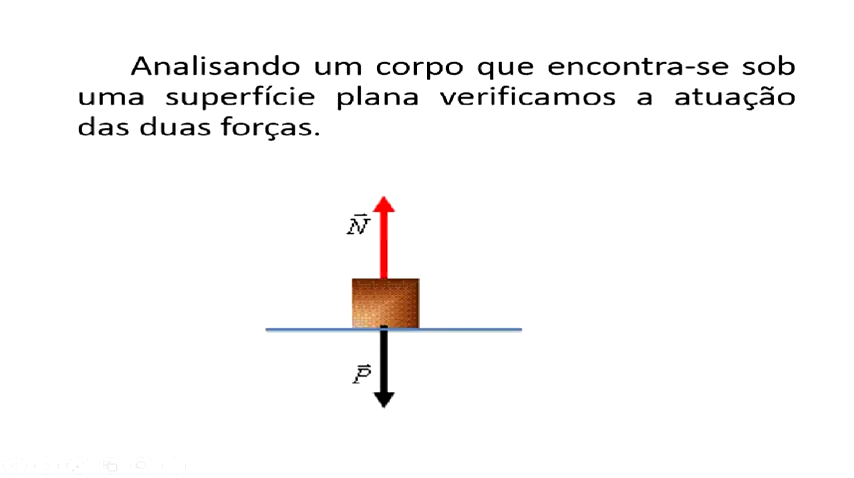 Analisando um corpo que encontra-se sob
uma superfície plana verificamos a atuação
das duas forças.
N⃗
P⃗